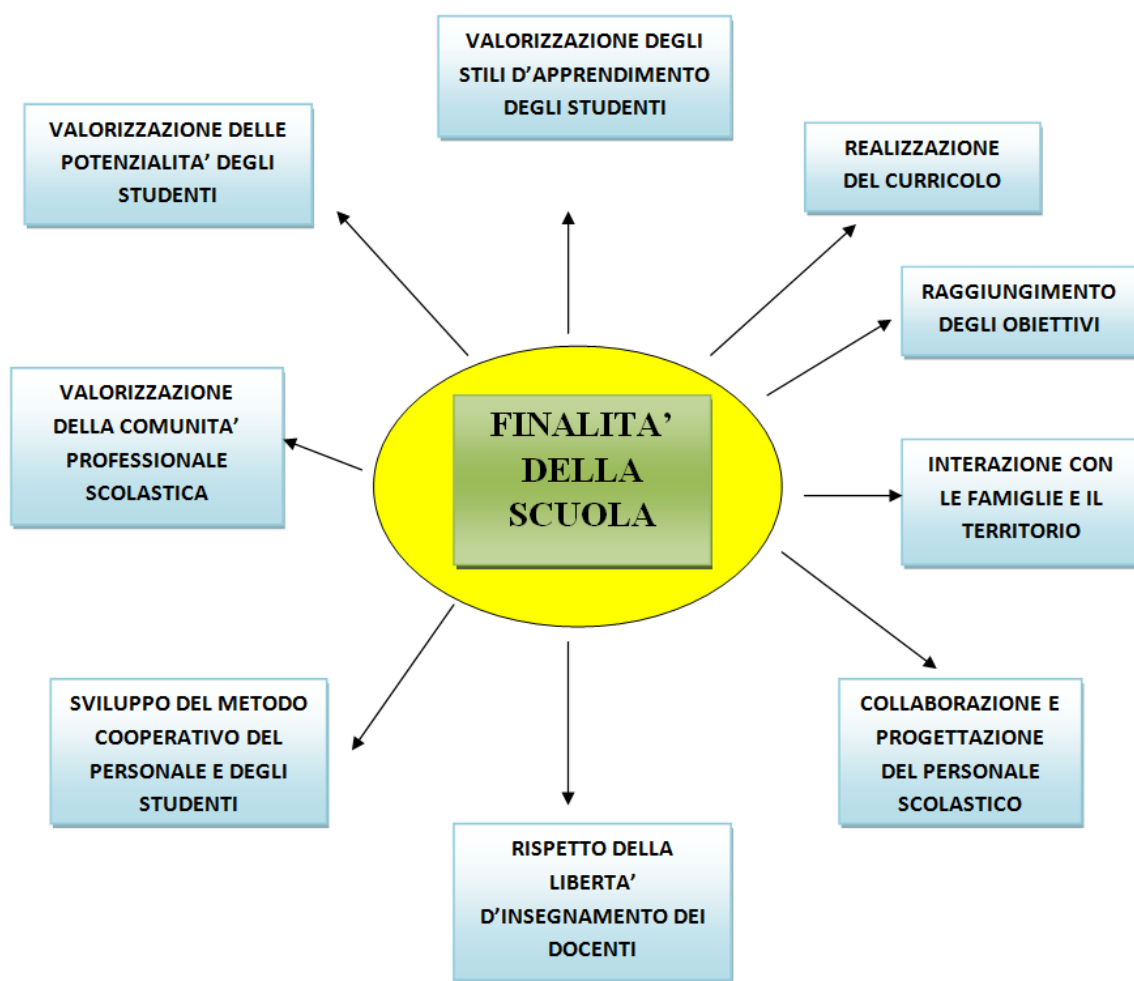 VALORIZZAZIONE DEGLI
STILI D’APPRENDIMENTO
DEGLI STUDENTI
VALORIZZAZIONE DELLE
POTENZIALITA’ DEGLI
STUDENTI
REALIZZAZIONE
DEL CURRICOLO
RAGGIUNGIMENTO
DEGLI OBIETTIVI
VALORIZZAZIONE
DELLA COMUNITA’
PROFESSIONALE
SCOLASTICA
FINALITA’
DELLA
SCUOLA
INTERAZIONE CON
LE FAMIGLIE E IL
TERRITORIO
SVILUPPO DEL METODO
COOPERATIVO DEL
PERSONALE E DEGLI
STUDENTI
COLLABORAZIONE E
PROGETTAZIONE
DEL PERSONALE
SCOLASTICO
RISPETTO DELLA
LIBERTA’
D’INSEGNAMENTO DEI
DOCENTI